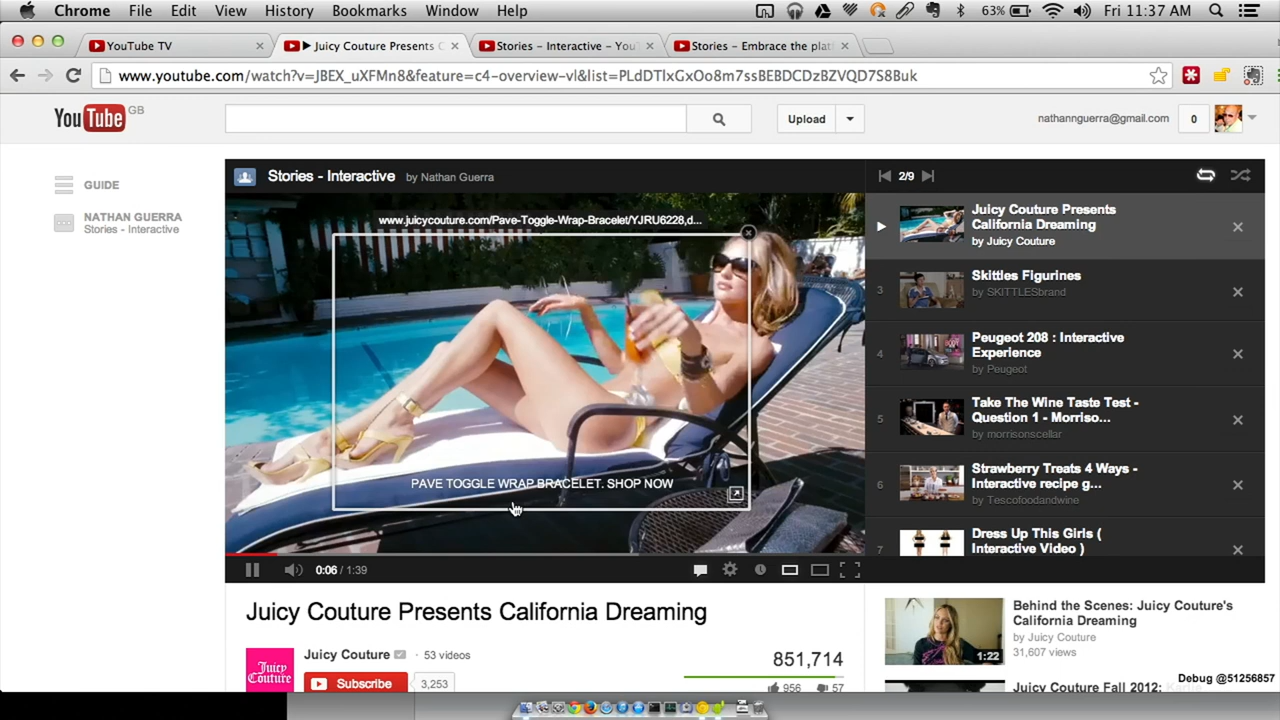 Chrome File Edit View History Bookmarks Window Help 63% Fri 11:37 AM
YouTube TV Juicy Couture Presents C Stories - Interactive - You Stories - Embrace the plat
www.youtube.com/watch?v=JBEX_uXFMn8&feature=c4-overview-vl&list=PLdDTlxGxOo8m7ssBEBDCDzBZVQD7S8Buk
YouTube GB Upload nathannguerra@gmail.com 0
GUIDE
NATHAN GUERRA
Stories - Interactive
Stories - Interactive by Nathan Guerra
2/9
www.juicycouture.com/Pave-Toggle-Wrap-Bracelet/YJRU6228,d...
PAVE TOGGLE WRAP BRACELET. SHOP NOW
0:06 / 1:39
Juicy Couture Presents
California Dreaming
by Juicy Couture
3
Skittles Figurines
by SKITTLESbrand
4
Peugeot 208 : Interactive
Experience
by Peugeot
5
Take The Wine Taste Test -
Question 1 - Morriso...
by morrisonscellar
6
Strawberry Treats 4 Ways -
Interactive recipe g...
by Tescofoodandwine
7
Dress Up This Girls (
Interactive Video )
Juicy Couture Presents California Dreaming
Juicy Couture
Juicy Couture · 53 videos
Subscribe 3,253
851,714
956 57
Behind the Scenes: Juicy Couture's
California Dreaming
by Juicy Couture
31,607 views
1:22
Juicy Couture Fall 2012:
Debug @51256857